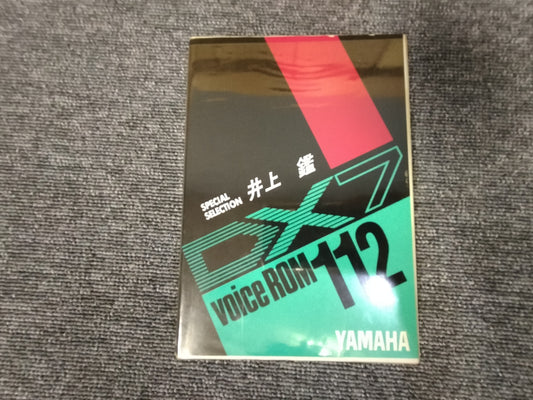 SPECIAL
SELECTION
井上 鑑
DX7
voice ROM 112
YAMAHA